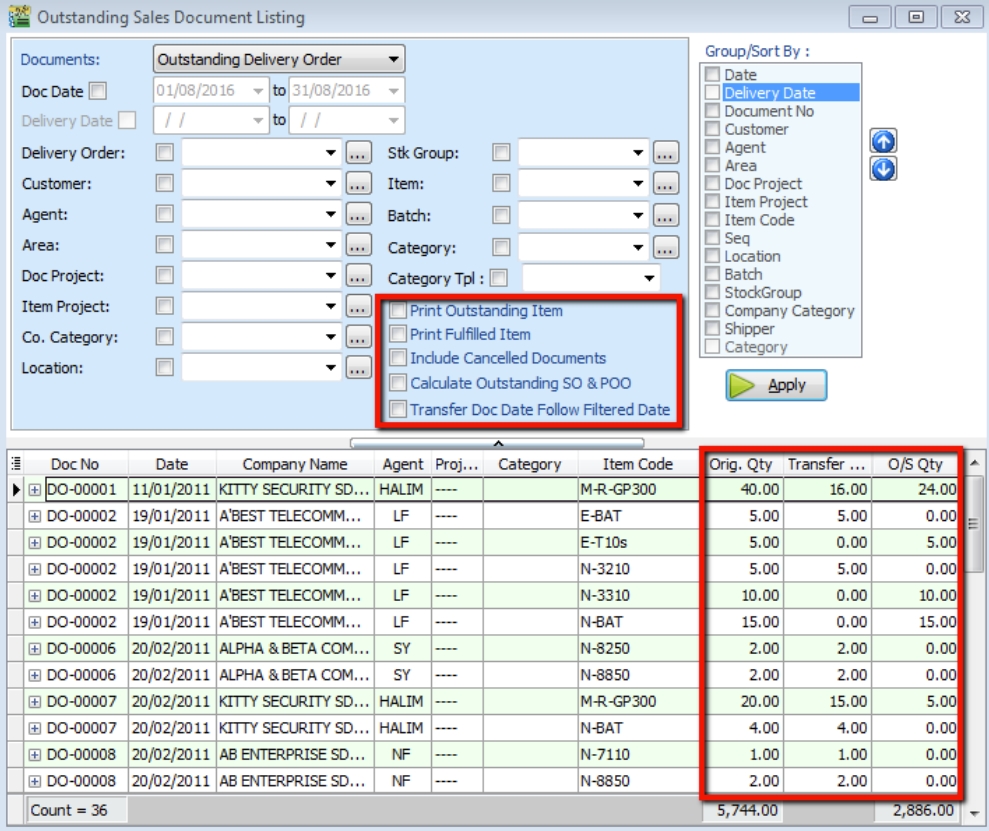 Outstanding Sales Document Listing
Documents: Outstanding Delivery Order
Doc Date 01/08/2016 to 31/08/2016
Delivery Date / / to / /
Delivery Order: ...
Customer: ...
Agent: ...
Area: ...
Doc Project: ...
Item Project: ...
Co. Category: ...
Location: ...
Stk Group: ...
Item: ...
Batch: ...
Category: ...
Category Tpl :
Print Outstanding Item
Print Fulfilled Item
Include Cancelled Documents
Calculate Outstanding SO & POO
Transfer Doc Date Follow Filtered Date
Group/Sort By :
Date
Delivery Date
Document No
Customer
Agent
Area
Doc Project
Item Project
Item Code
Seq
Location
Batch
StockGroup
Company Category
Shipper
Category
Apply
Doc No Date Company Name Agent Proj... Category Item Code Orig. Qty Transfer ... O/S Qty
DO-00001 11/01/2011 KITTY SECURITY SD... HALIM ---- M-R-GP300 40.00 16.00 24.00
DO-00002 19/01/2011 A'BEST TELECOMM... LF ---- E-BAT 5.00 5.00 0.00
DO-00002 19/01/2011 A'BEST TELECOMM... LF ---- E-T10s 5.00 0.00 5.00
DO-00002 19/01/2011 A'BEST TELECOMM... LF ---- N-3210 5.00 5.00 0.00
DO-00002 19/01/2011 A'BEST TELECOMM... LF ---- N-3310 10.00 0.00 10.00
DO-00002 19/01/2011 A'BEST TELECOMM... LF ---- N-BAT 15.00 0.00 15.00
DO-00006 20/02/2011 ALPHA & BETA COM... SY ---- N-8250 2.00 2.00 0.00
DO-00006 20/02/2011 ALPHA & BETA COM... SY ---- N-8850 2.00 2.00 0.00
DO-00007 20/02/2011 KITTY SECURITY SD... HALIM ---- M-R-GP300 20.00 15.00 5.00
DO-00007 20/02/2011 KITTY SECURITY SD... HALIM ---- N-BAT 4.00 4.00 0.00
DO-00008 20/02/2011 AB ENTERPRISE SD... NF ---- N-7110 1.00 1.00 0.00
DO-00008 20/02/2011 AB ENTERPRISE SD... NF ---- N-8850 2.00 2.00 0.00
Count = 36 5,744.00 2,886.00